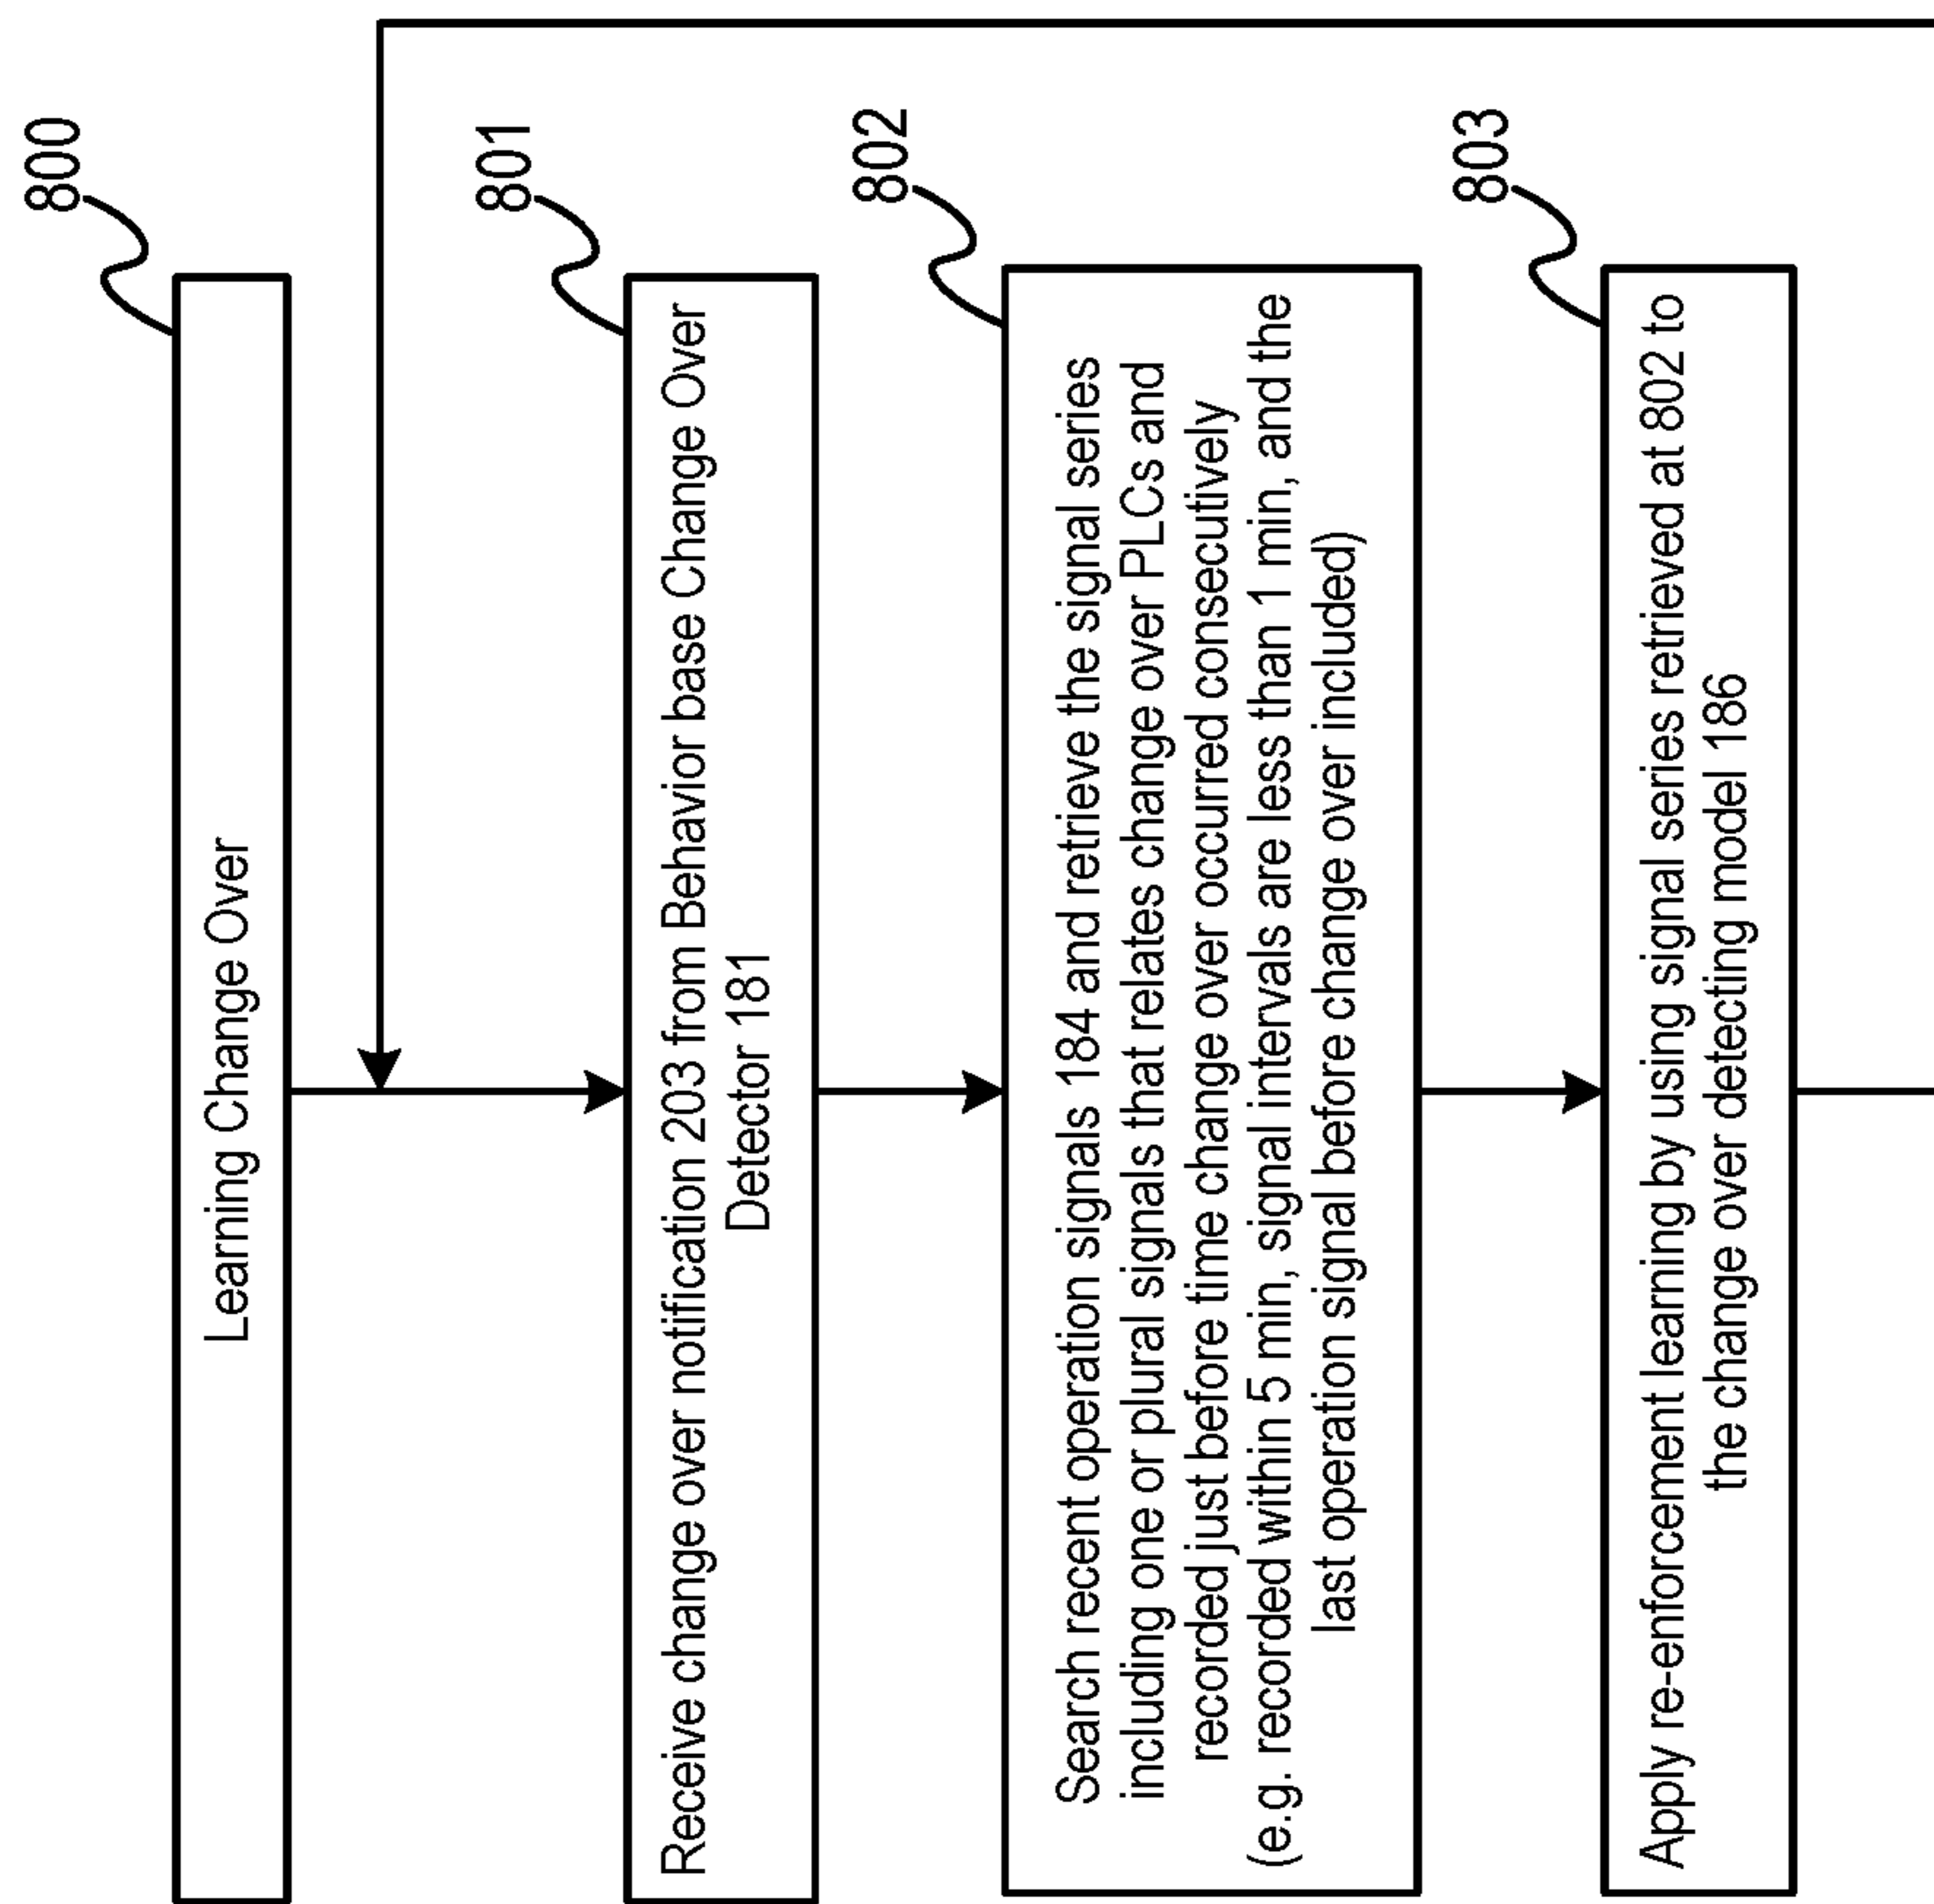 800
Learning Change Over
801
Receive change over notification 203 from Behavior base Change Over
Detector 181
802
Search recent operation signals 184 and retrieve the signal series
including one or plural signals that relates change over PLCs and
recorded just before time change over occurred consecutively
(e.g. recorded within 5 min, signal intervals are less than 1 min, and the
last operation signal before change over included)
803
Apply re-enforcement learning by using signal series retrieved at 802 to
the change over detecting model 186